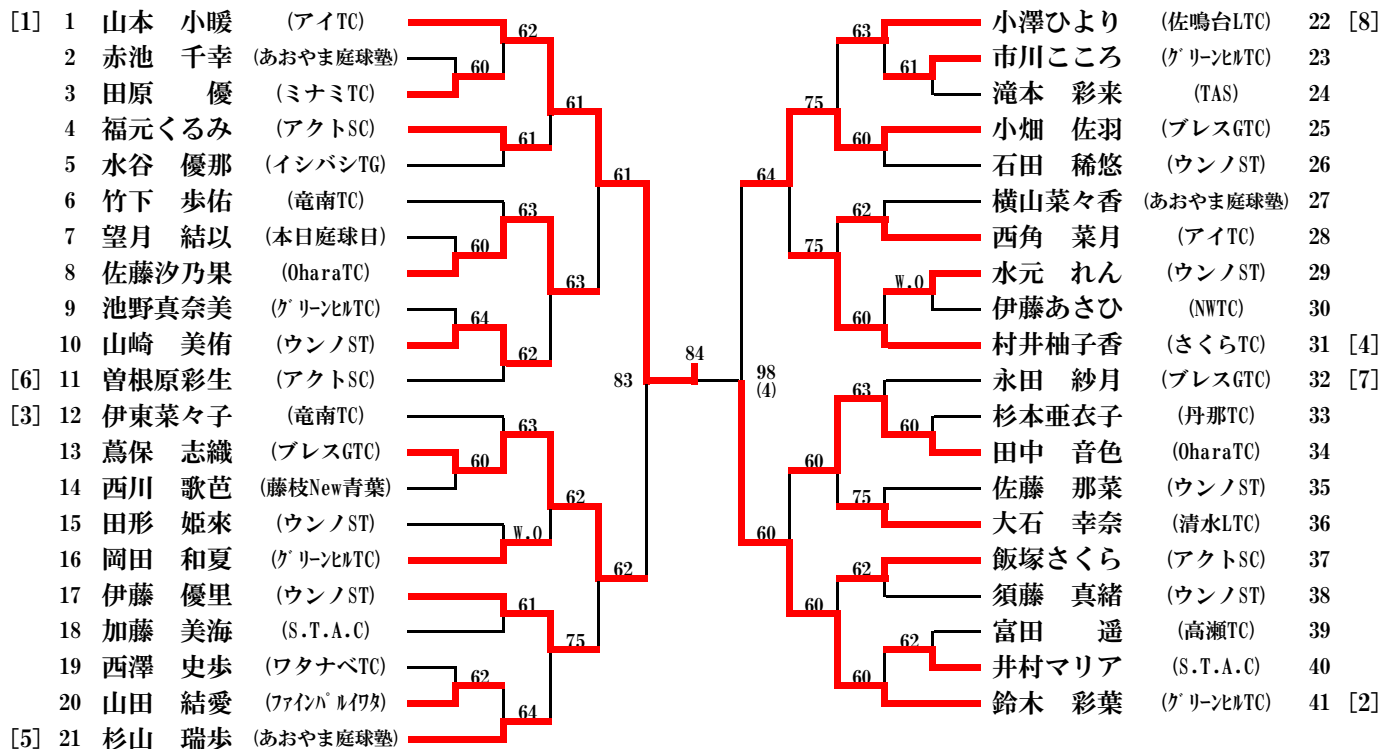 [1] 1 山本 小暖 (アイTC)
2 赤池 千幸 (あおやま庭球塾)
3 田原 優 (ミナミTC)
4 福元くるみ (アクトSC)
5 水谷 優那 (イシバシTG)
6 竹下 歩佑 (竜南TC)
7 望月 結以 (本日庭球日)
8 佐藤汐乃果 (OharaTC)
9 池野真奈美 (グリーンヒルTC)
10 山崎 美侑 (ウンノST)
[6] 11 曽根原彩生 (アクトSC)
[3] 12 伊東菜々子 (竜南TC)
13 蔦保 志織 (ブレスGTC)
14 西川 歌芭 (藤枝New青葉)
15 田形 姫來 (ウンノST)
16 岡田 和夏 (グリーンヒルTC)
17 伊藤 優里 (ウンノST)
18 加藤 美海 (S.T.A.C)
19 西澤 史歩 (ワタナベTC)
20 山田 結愛 (ファインパルイワタ)
[5] 21 杉山 瑞歩 (あおやま庭球塾)
62
60
61
61
61
63
60
63
64
62
83
63
60
62
W.O
62
61
75
62
64
84
98
(4)
63
61
75
60
64
62
75
W.O
60
63
60
60
75
60
62
60
62
60
小澤ひより (佐鳴台LTC) 22 [8]
市川こころ (グリーンヒルTC) 23
滝本 彩来 (TAS) 24
小畑 佐羽 (ブレスGTC) 25
石田 稀悠 (ウンノST) 26
横山菜々香 (あおやま庭球塾) 27
西角 菜月 (アイTC) 28
水元 れん (ウンノST) 29
伊藤あさひ (NWTC) 30
村井柚子香 (さくらTC) 31 [4]
永田 紗月 (ブレスGTC) 32 [7]
杉本亜衣子 (丹那TC) 33
田中 音色 (OharaTC) 34
佐藤 那菜 (ウンノST) 35
大石 幸奈 (清水LTC) 36
飯塚さくら (アクトSC) 37
須藤 真緒 (ウンノST) 38
富田 遥 (高瀬TC) 39
井村マリア (S.T.A.C) 40
鈴木 彩葉 (グリーンヒルTC) 41 [2]